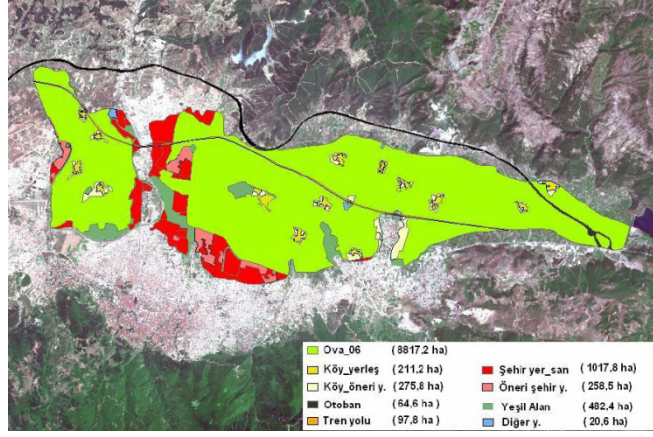 Ova_06 ( 8817,2 ha)
Köy_yerleş ( 211,2 ha)
Köy_öneri y. ( 275,8 ha)
Otoban ( 64,6 ha)
Tren yolu ( 97,8 ha)
Şehir yer_san ( 1017,8 ha)
Öneri şehir y. ( 258,5 ha)
Yeşil Alan ( 482,4 ha)
Diğer y. ( 20,6 ha)